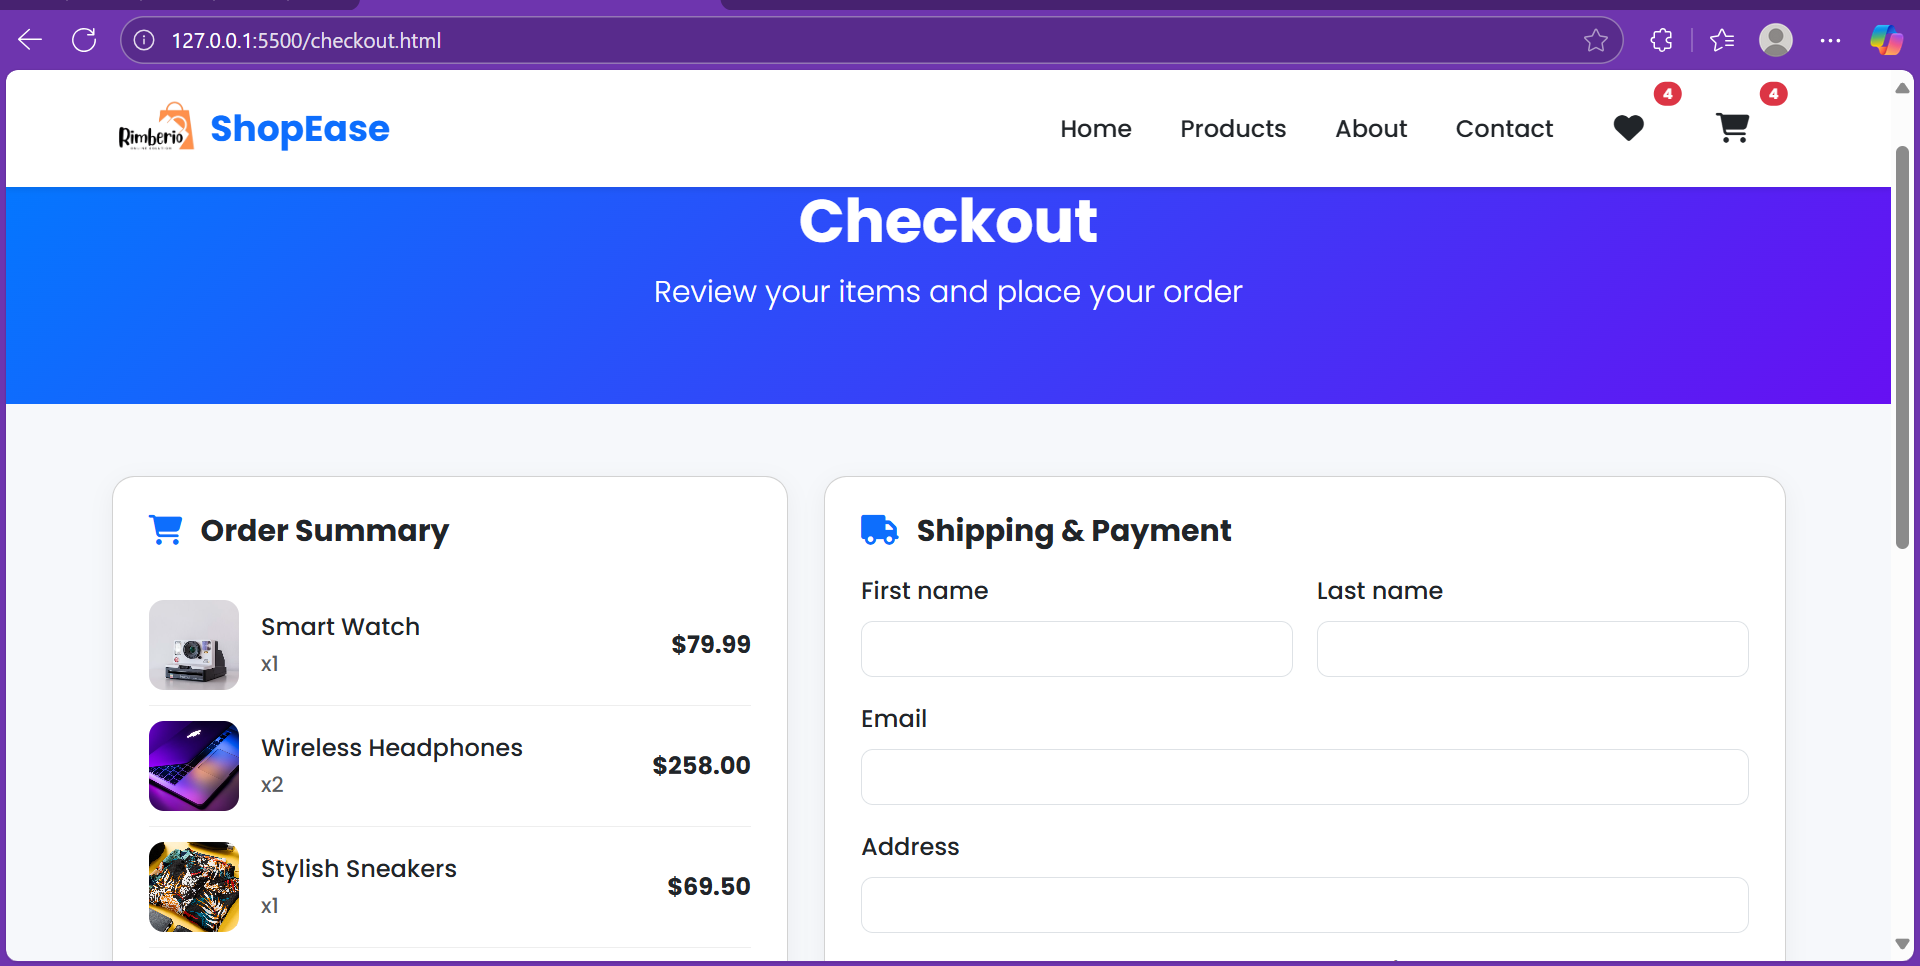 127.0.0.1:5500/checkout.html
Rimberio
ShopEase
Home
Products
About
Contact
4
4
Checkout
Review your items and place your order
Order Summary
Smart Watch
x1
$79.99
Wireless Headphones
x2
$258.00
Stylish Sneakers
x1
$69.50
Shipping & Payment
First name
Last name
Email
Address